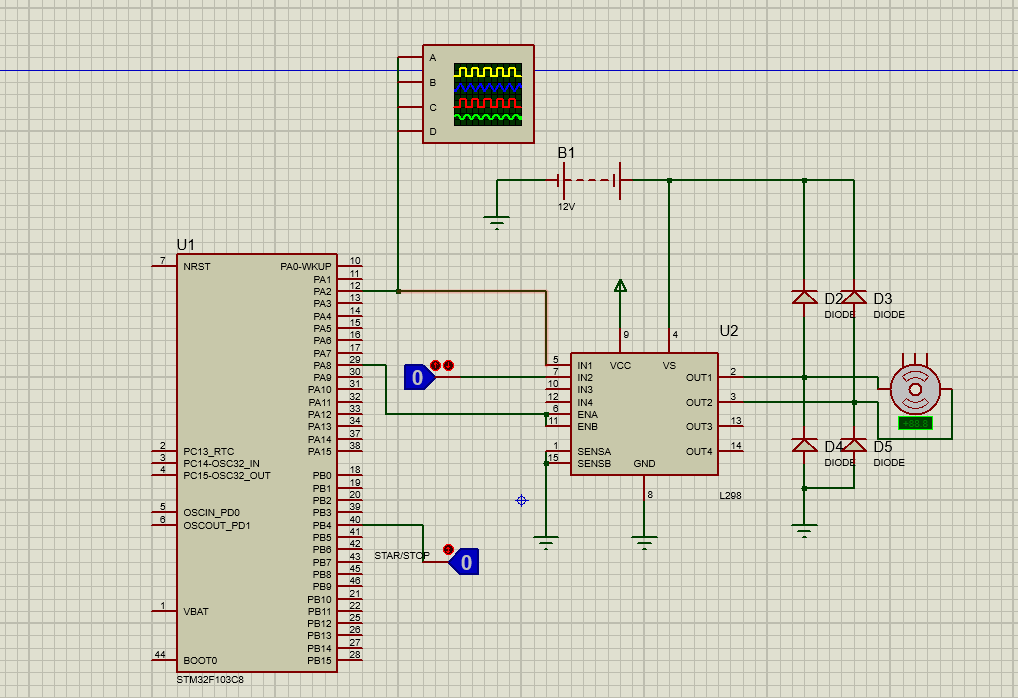 A
B
C
D
B1
12V
U1
7 NRST
PA0-WKUP 10
PA1 11
PA2 12
PA3 13
PA4 14
PA5 15
PA6 16
PA7 17
PA8 29
PA9 30
PA10 31
PA11 32
PA12 33
PA13 34
PA14 37
2 PC13_RTC PA15 38
3 PC14-OSC32_IN
4 PC15-OSC32_OUT PB0 18
PB1 19
PB2 20
5 OSCIN_PD0 PB3 39
6 OSCOUT_PD1 PB4 40
PB5 41
PB6 42
PB7 43
PB8 45
PB9 46
PB10 21
1 VBAT PB11 22
PB12 25
PB13 26
PB14 27
44 BOOT0 PB15 28
STM32F103C8
0
STAR/STOP
0
U2
9
4
5 IN1 VCC VS
7 IN2 OUT1 2
10 IN3
12 IN4 OUT2 3
6 ENA
11 ENB OUT3 13
1 SENSA OUT4 14
15 SENSB GND
8
L298
D2
DIODE
D3
DIODE
D4
DIODE
D5
DIODE